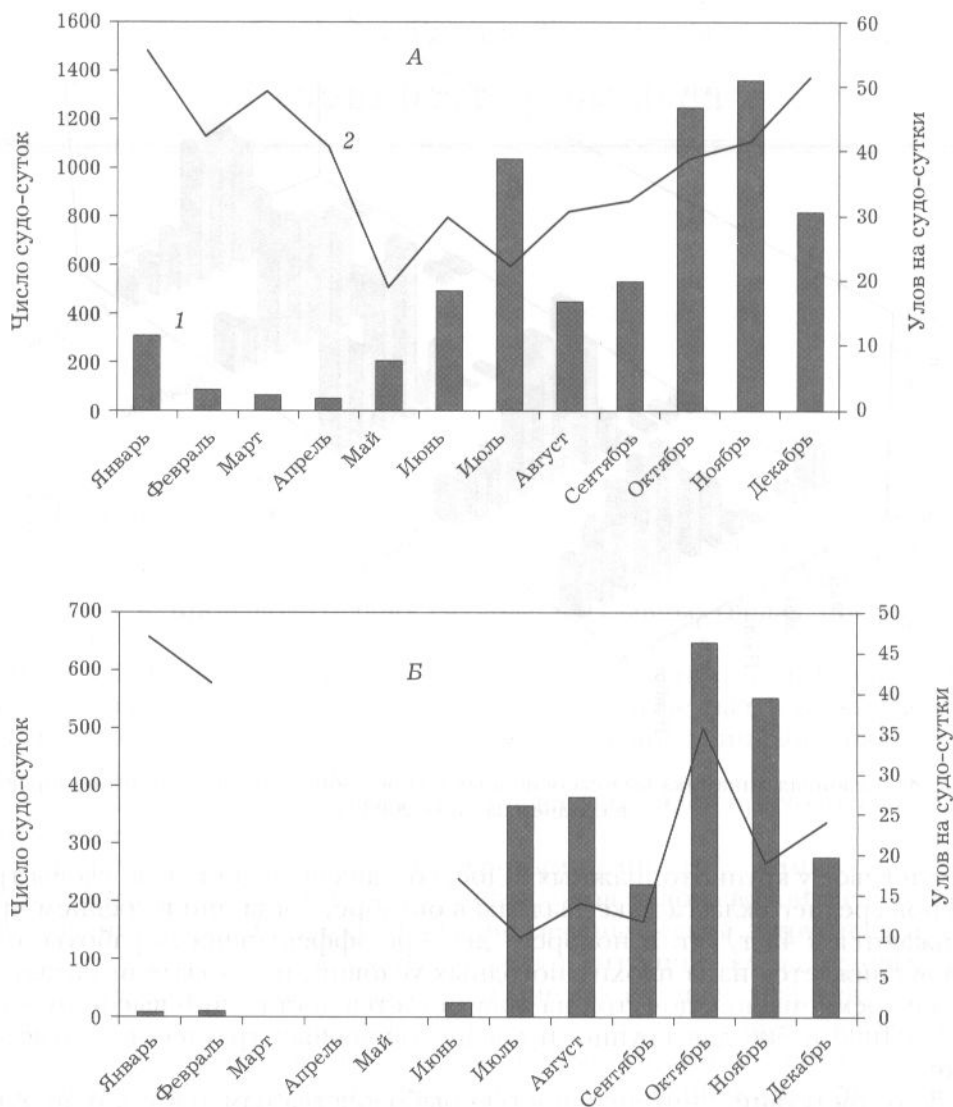 А
2
1
Число судо-суток
Улов на судо-сутки
1600
1400
1200
1000
800
600
400
200
0
60
50
40
30
20
10
0
Январь
Февраль
Март
Апрель
Май
Июнь
Июль
Август
Сентябрь
Октябрь
Ноябрь
Декабрь
Б
Число судо-суток
Улов на судо-сутки
700
600
500
400
300
200
100
0
50
45
40
35
30
25
20
15
10
5
0
Январь
Февраль
Март
Апрель
Май
Июнь
Июль
Август
Сентябрь
Октябрь
Ноябрь
Декабрь